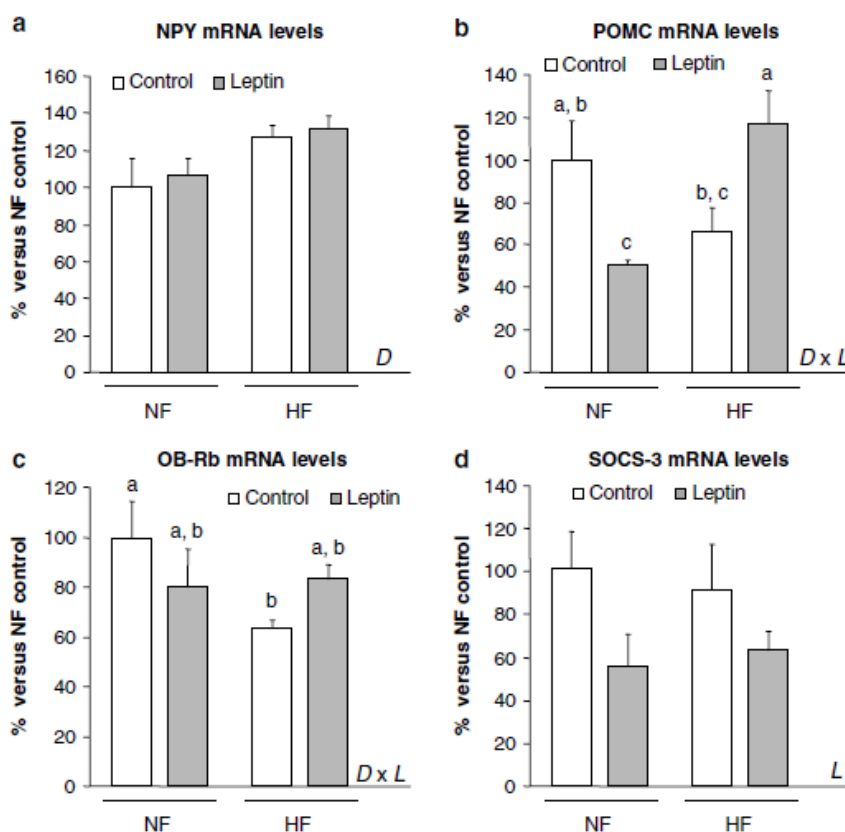 a
NPY mRNA levels
Control Leptin
% versus NF control
160
140
120
100
80
60
40
20
0
D
NF HF
b
POMC mRNA levels
Control Leptin
% versus NF control
140
120
100
80
60
40
20
0
a, b
c
b, c
a
D x L
NF HF
c
OB-Rb mRNA levels
Control Leptin
% versus NF control
120
100
80
60
40
20
0
a
a, b
b
a, b
D x L
NF HF
d
SOCS-3 mRNA levels
Control Leptin
% versus NF control
140
120
100
80
60
40
20
0
L
NF HF